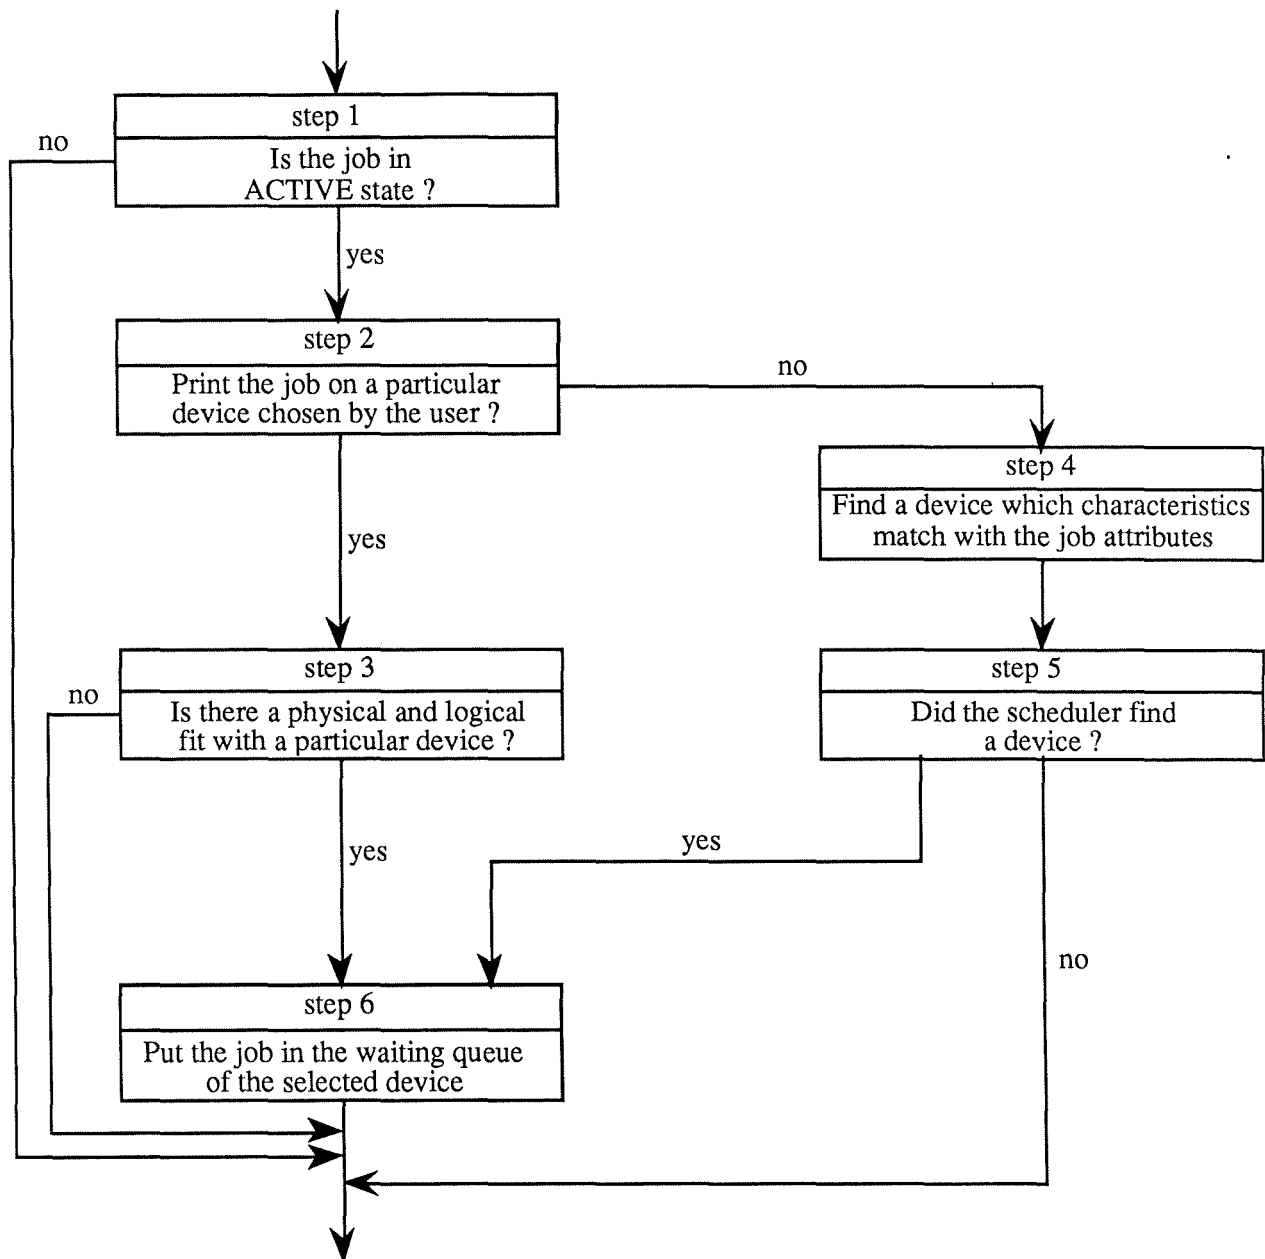 step 1
no
Is the job in
ACTIVE state ?
yes
step 2
Print the job on a particular
device chosen by the user ?
no
step 4
Find a device which characteristics
match with the job attributes
yes
step 3
no
Is there a physical and logical
fit with a particular device ?
step 5
Did the scheduler find
a device ?
yes
yes
no
step 6
Put the job in the waiting queue
of the selected device